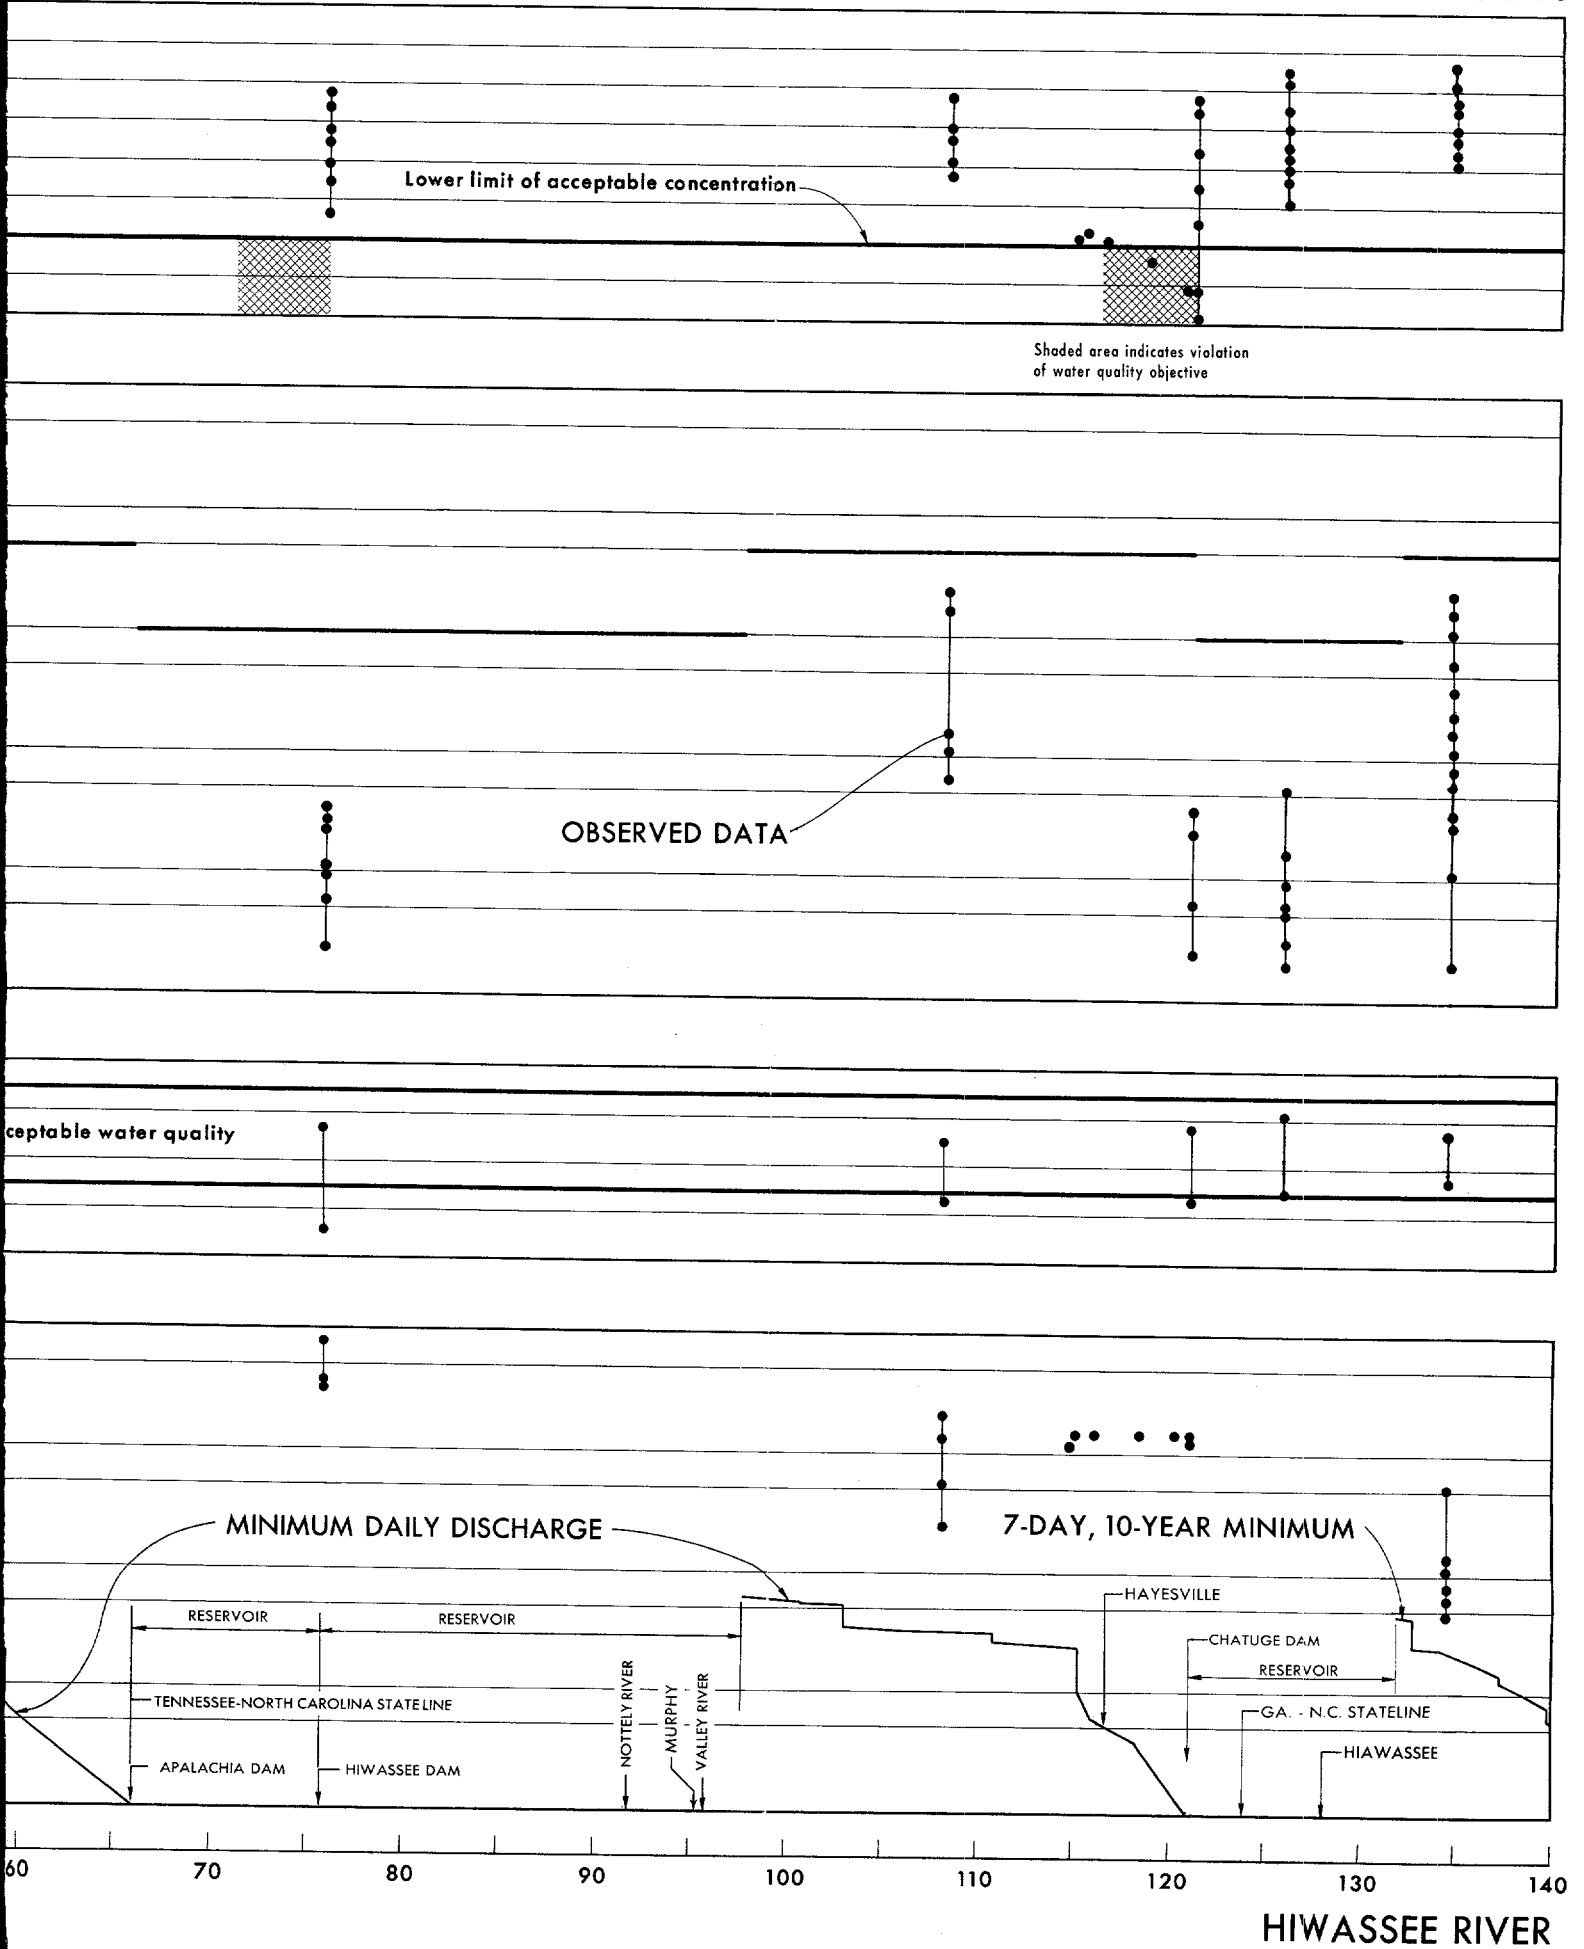 Lower limit of acceptable concentration
Shaded area indicates violation
of water quality objective
OBSERVED DATA
ceptable water quality
MINIMUM DAILY DISCHARGE
7-DAY, 10-YEAR MINIMUM
HAYESVILLE
RESERVOIR
RESERVOIR
CHATUGE DAM
RESERVOIR
TENNESSEE-NORTH CAROLINA STATELINE
NOTTELY RIVER
MURPHY
VALLEY RIVER
GA. - N.C. STATELINE
HIAWASSEE
APALACHIA DAM
HIWASSEE DAM
60 70 80 90 100 110 120 130 140
HIWASSEE RIVER